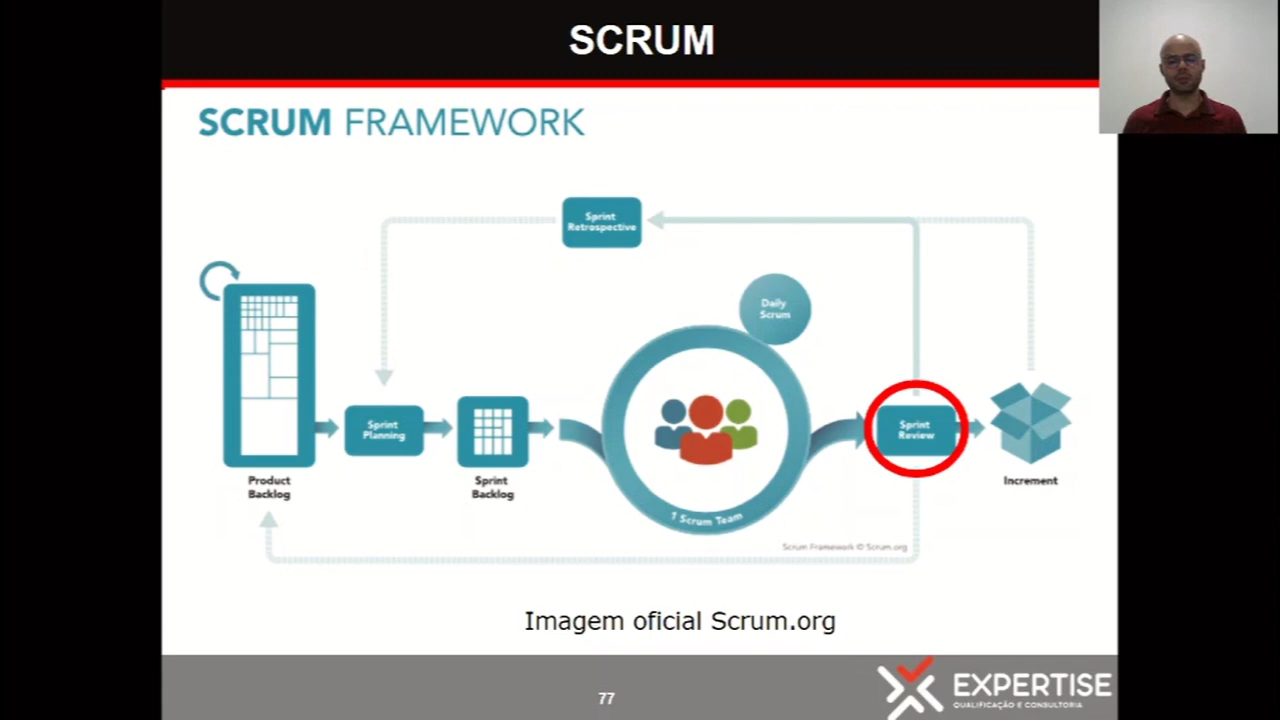 SCRUM
SCRUM FRAMEWORK
Sprint
Retrospective
Daily
Scrum
Sprint
Planning
Sprint
Review
Product
Backlog
Sprint
Backlog
Increment
1 Scrum Team
Scrum Framework © Scrum.org
Imagem oficial Scrum.org
77
EXPERTISE
QUALIFICAÇÃO E CONSULTORIA